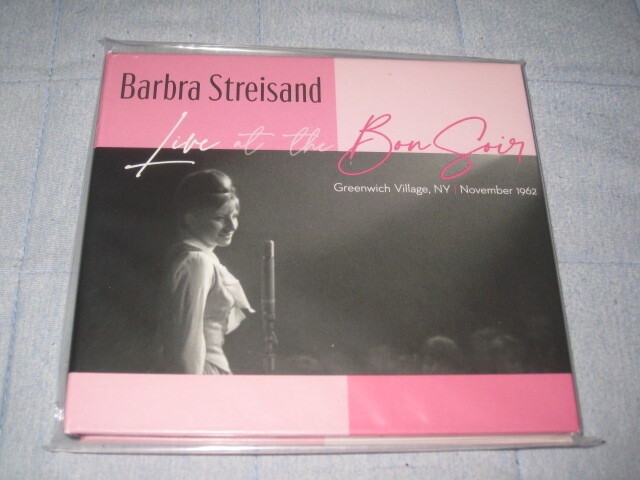 Barbra Streisand
Live at the Bon Soir
Greenwich Village, NY | November 1962